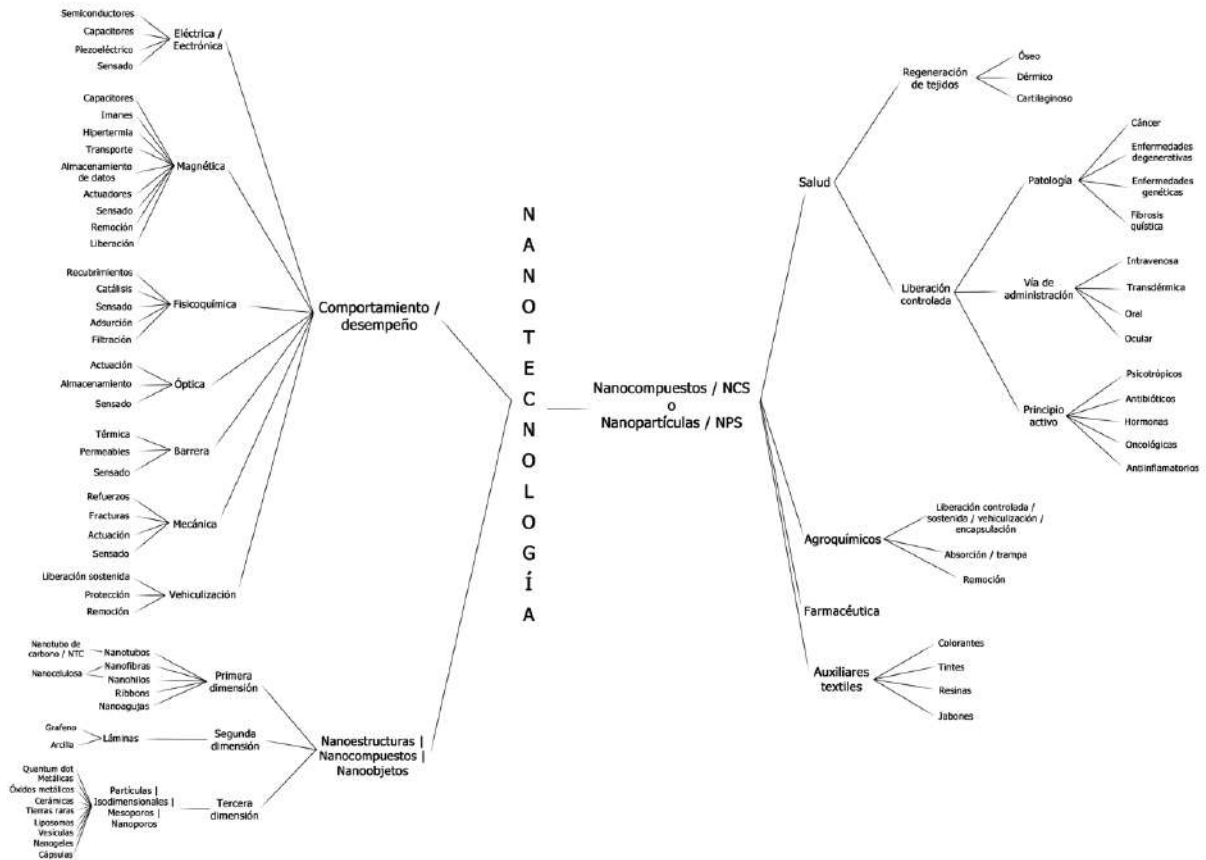 Semiconductores
Capacitores
Piezoeléctrico
Sensado
Eléctrica /
Eectrónica
Capacitores
Imanes
Hipertermia
Transporte
Almacenamiento
de datos
Actuadores
Sensado
Remoción
Liberación
Magnética
Recubrimientos
Catálisis
Sensado
Adsurción
Filtración
Fisicoquímica
Actuación
Almacenamiento
Sensado
Óptica
Térmica
Permeables
Sensado
Barrera
Refuerzos
Fracturas
Actuación
Sensado
Mecánica
Liberación sostenida
Protección
Remoción
Vehiculización
Comportamiento /
desempeño
Nanotubo de
carbono / NTC
Nanocelulosa
Nanotubos
Nanofibras
Nanohilos
Ribbons
Nanoagujas
Primera
dimensión
Grafeno
Arcilla
Láminas
Segunda
dimensión
Quentum dot
Metálicas
Óxidos metálicos
Cerámicas
Tierras raras
Liposomas
Vesículas
Nanogeles
Cápsulas
Partículas |
Isodimensionales |
Mesoporos |
Nanoporos
Tercera
dimensión
Nanoestructuras |
Nanocompuestos |
Nanoobjetos
NANOTECNOLOGÍA
Nanocompuestos / NCS
o
Nanopartículas / NPS
Salud
Regeneración
de tejidos
Óseo
Dérmico
Cartilaginoso
Liberación
controlada
Patología
Cáncer
Enfermedades
degenerativas
Enfermedades
genéticas
Fibrosis
quística
Vía de
administración
Intravenosa
Transdérmica
Oral
Ocular
Principio
activo
Psicotrópicos
Antibióticos
Hormonas
Oncológicas
Antiinflamatorios
Agroquímicos
Liberación controlada /
sostenida / vehiculización /
encapsulación
Absorción / trampa
Remoción
Farmacéutica
Auxiliares
textiles
Colorantes
Tintes
Resinas
Jabones